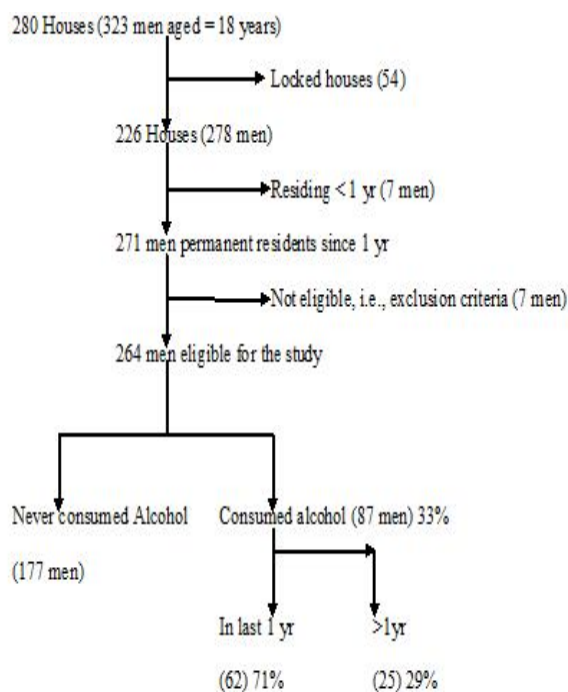 280 Houses (323 men aged = 18 years)
Locked houses (54)
226 Houses (278 men)
Residing < 1 yr (7 men)
271 men permanent residents since 1 yr
Not eligible, i.e., exclusion criteria (7 men)
264 men eligible for the study
Never consumed Alcohol
(177 men)
Consumed alcohol (87 men) 33%
In last 1 yr
(62) 71%
>1yr
(25) 29%